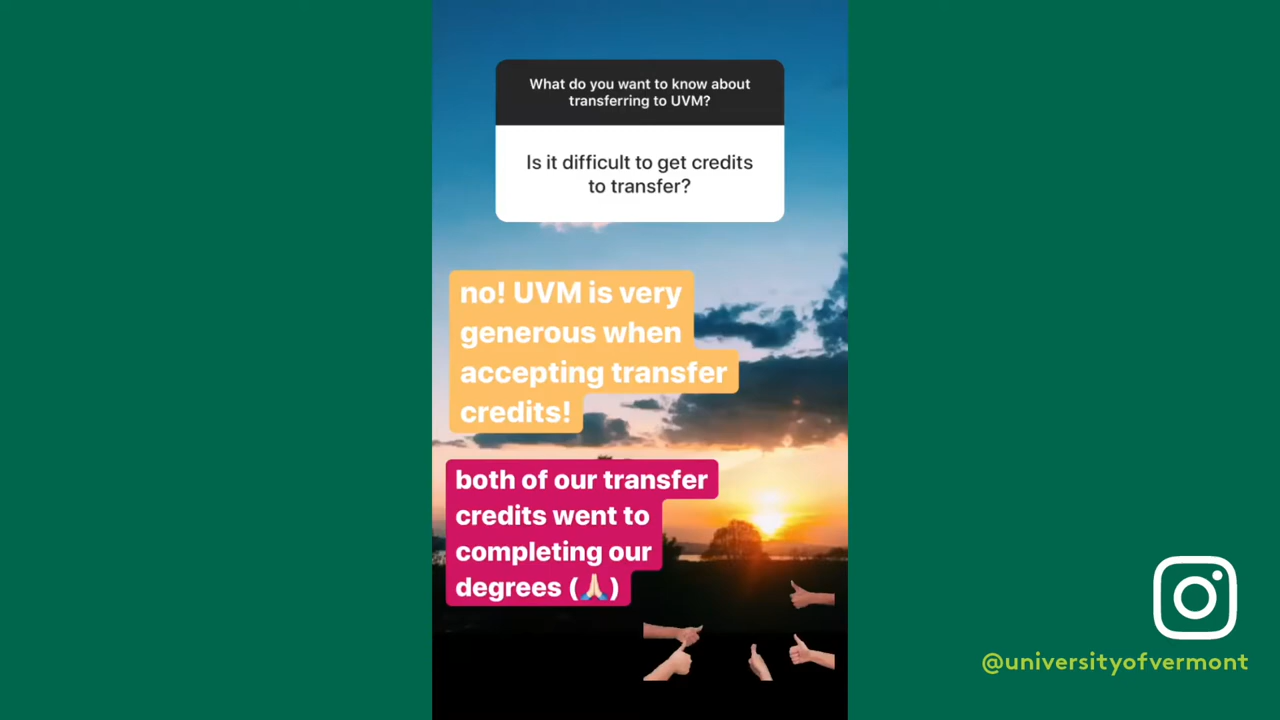 What do you want to know about
transferring to UVM?
Is it difficult to get credits
to transfer?
no! UVM is very
generous when
accepting transfer
credits!
both of our transfer
credits went to
completing our
degrees (🙏🏻)
@universityofvermont